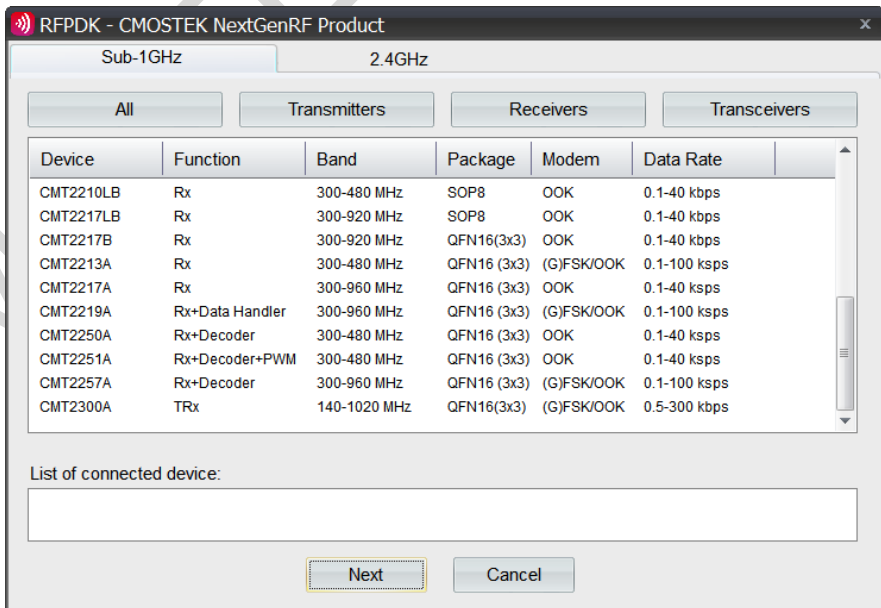 RFPDK - CMOSTEK NextGenRF Product x
Sub-1GHz 2.4GHz
All Transmitters Receivers Transceivers
Device Function Band Package Modem Data Rate
CMT2210LB Rx 300-480 MHz SOP8 OOK 0.1-40 kbps
CMT2217LB Rx 300-920 MHz SOP8 OOK 0.1-40 kbps
CMT2217B Rx 300-920 MHz QFN16(3x3) OOK 0.1-40 kbps
CMT2213A Rx 300-480 MHz QFN16 (3x3) (G)FSK/OOK 0.1-100 ksps
CMT2217A Rx 300-960 MHz QFN16 (3x3) OOK 0.1-40 ksps
CMT2219A Rx+Data Handler 300-960 MHz QFN16 (3x3) (G)FSK/OOK 0.1-100 ksps
CMT2250A Rx+Decoder 300-480 MHz QFN16 (3x3) OOK 0.1-40 ksps
CMT2251A Rx+Decoder+PWM 300-480 MHz QFN16 (3x3) OOK 0.1-40 ksps
CMT2257A Rx+Decoder 300-960 MHz QFN16 (3x3) (G)FSK/OOK 0.1-100 ksps
CMT2300A TRx 140-1020 MHz QFN16(3x3) (G)FSK/OOK 0.5-300 kbps
List of connected device:
Next Cancel